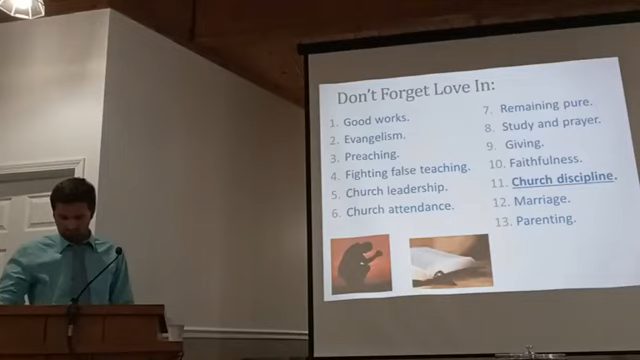 Don't Forget Love In:
1. Good works.
2. Evangelism.
3. Preaching.
4. Fighting false teaching.
5. Church leadership.
6. Church attendance.
7. Remaining pure.
8. Study and prayer.
9. Giving.
10. Faithfulness.
11. Church discipline.
12. Marriage.
13. Parenting.